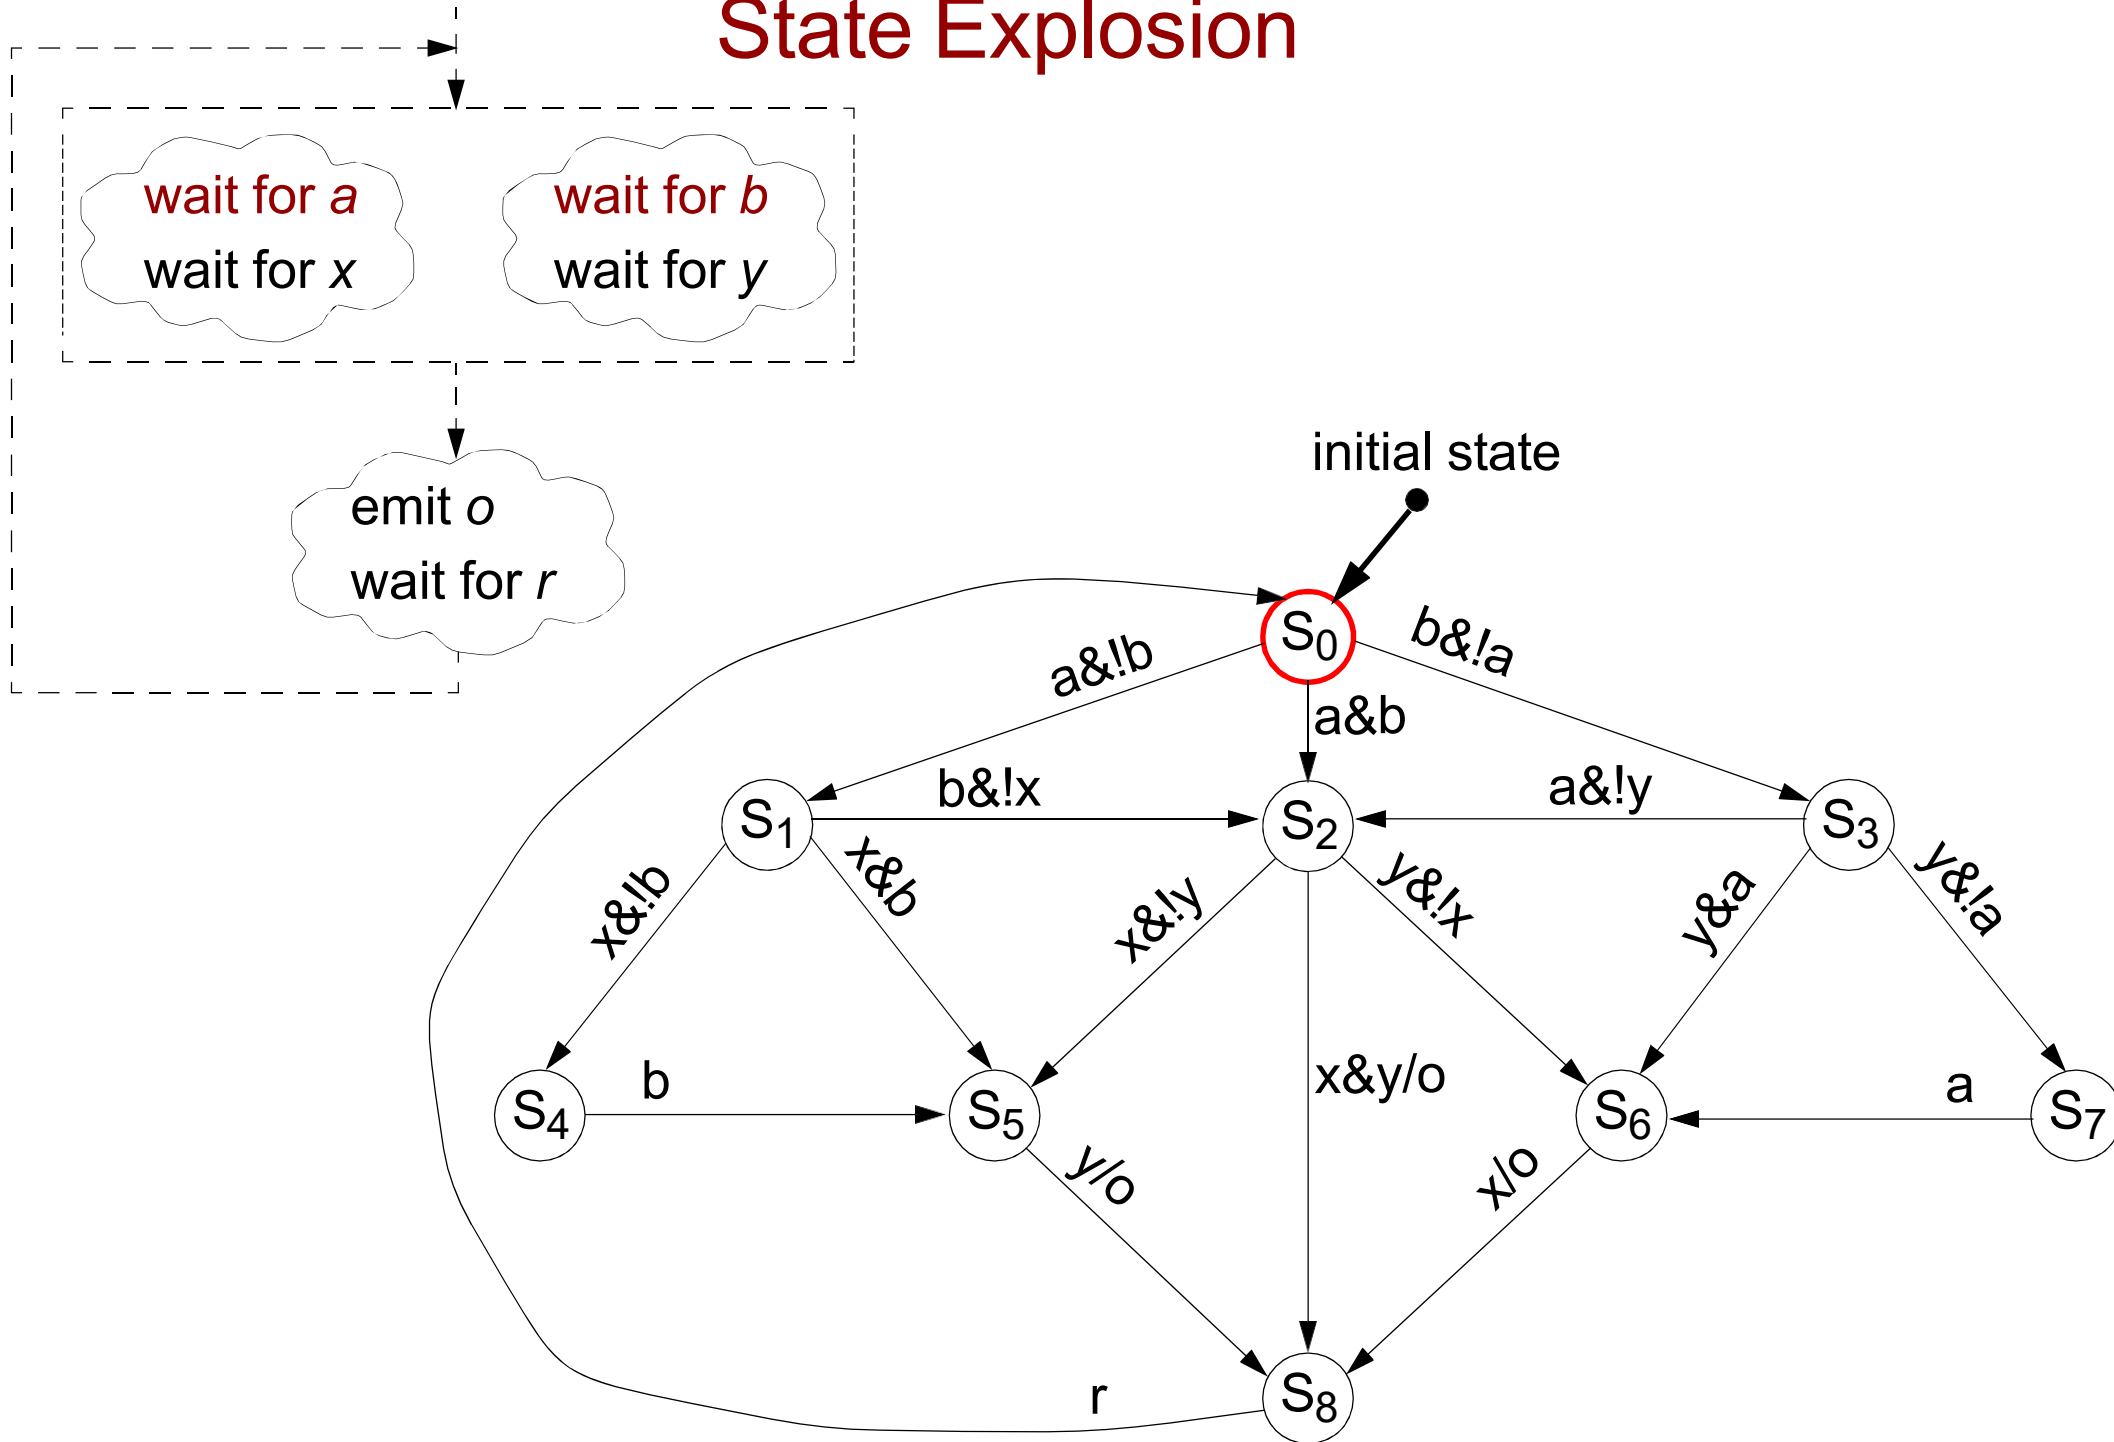 State Explosion
wait for a
wait for x
wait for b
wait for y
emit o
wait for r
initial state
S0
a&!b
b&!a
a&b
S1
b&!x
S2
a&!y
S3
x&!b
x&b
x&!y
y&!x
y&a
y&!a
S4
b
S5
x&y/o
S6
a
S7
y/o
x/o
r
S8